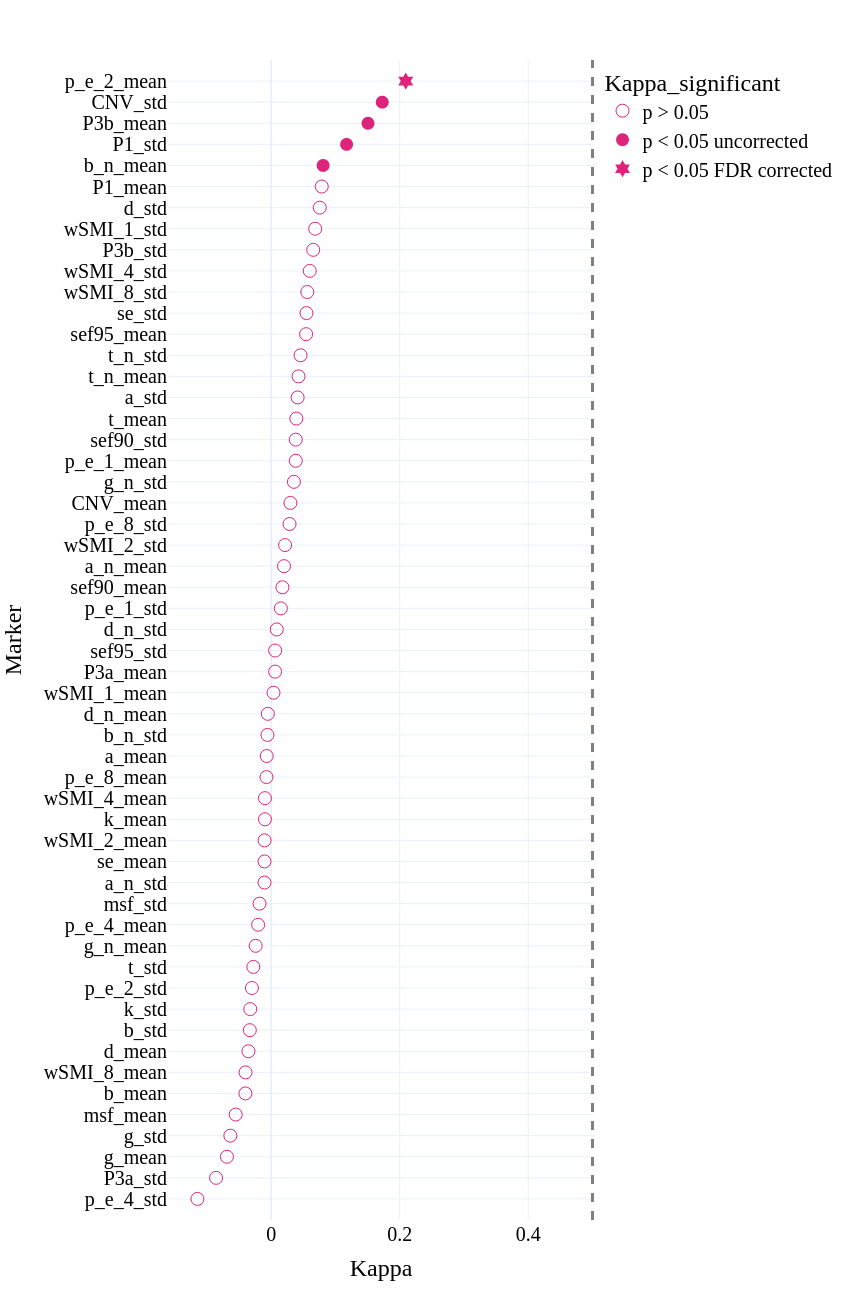 Kappa_significant
p > 0.05
p < 0.05 uncorrected
p < 0.05 FDR corrected
Marker
p_e_2_mean
CNV_std
P3b_mean
P1_std
b_n_mean
P1_mean
d_std
wSMI_1_std
P3b_std
wSMI_4_std
wSMI_8_std
se_std
sef95_mean
t_n_std
t_n_mean
a_std
t_mean
sef90_std
p_e_1_mean
g_n_std
CNV_mean
p_e_8_std
wSMI_2_std
a_n_mean
sef90_mean
p_e_1_std
d_n_std
sef95_std
P3a_mean
wSMI_1_mean
d_n_mean
b_n_std
a_mean
p_e_8_mean
wSMI_4_mean
k_mean
wSMI_2_mean
se_mean
a_n_std
msf_std
p_e_4_mean
g_n_mean
t_std
p_e_2_std
k_std
b_std
d_mean
wSMI_8_mean
b_mean
msf_mean
g_std
g_mean
P3a_std
p_e_4_std
0 0.2 0.4
Kappa